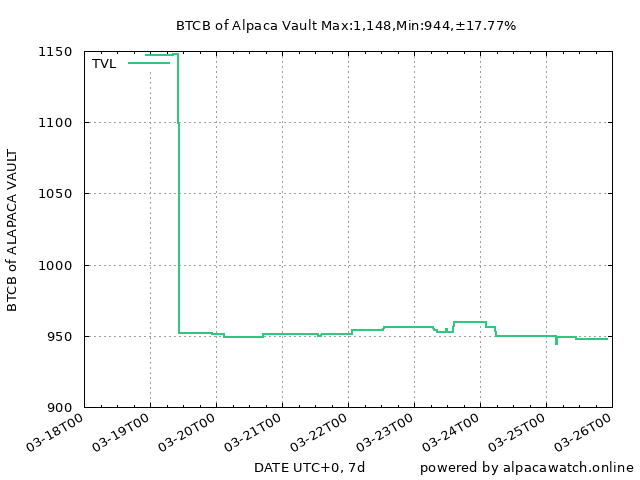 BTCB of Alpaca Vault Max:1,148,Min:944,±17.77%
TVL
1150
1100
1050
1000
950
900
BTCB of ALAPACA VAULT
03-18T00
03-19T00
03-20T00
03-21T00
03-22T00
03-23T00
03-24T00
03-25T00
03-26T00
DATE UTC+0, 7d
powered by alpacawatch.online